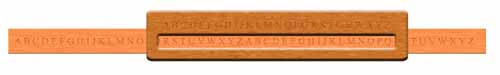 ABCDEFGHIJKLMNOPQRSTUVWXYZ
ABCDEFGHIJKLMNO RSTUVWXYZABCDEFGHIJKLMNOPQ TUVWXYZ